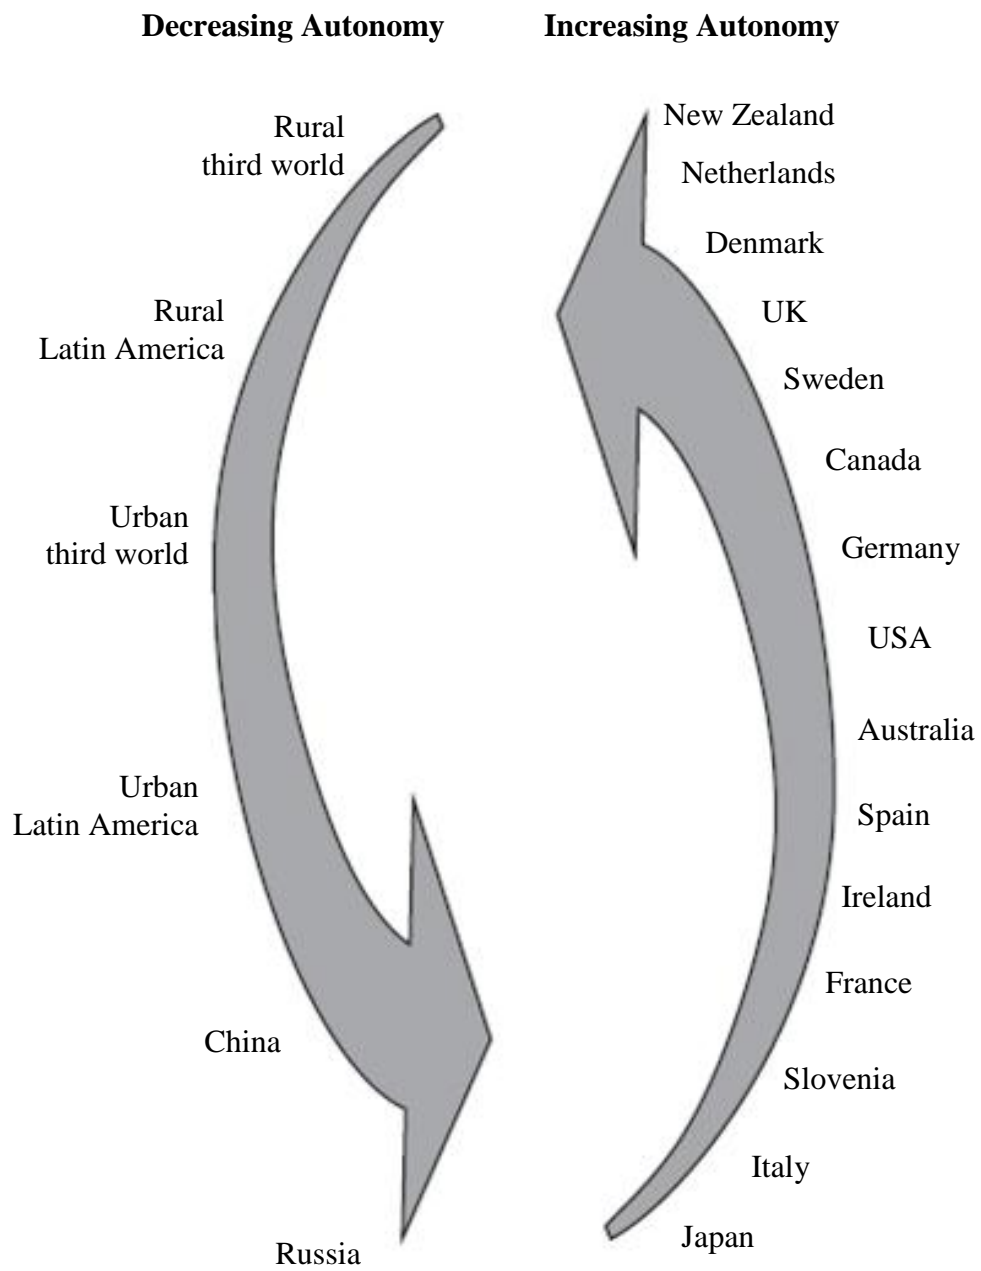 Decreasing Autonomy
Increasing Autonomy
Rural
third world
Rural
Latin America
Urban
third world
Urban
Latin America
China
Russia
New Zealand
Netherlands
Denmark
UK
Sweden
Canada
Germany
USA
Australia
Spain
Ireland
France
Slovenia
Italy
Japan